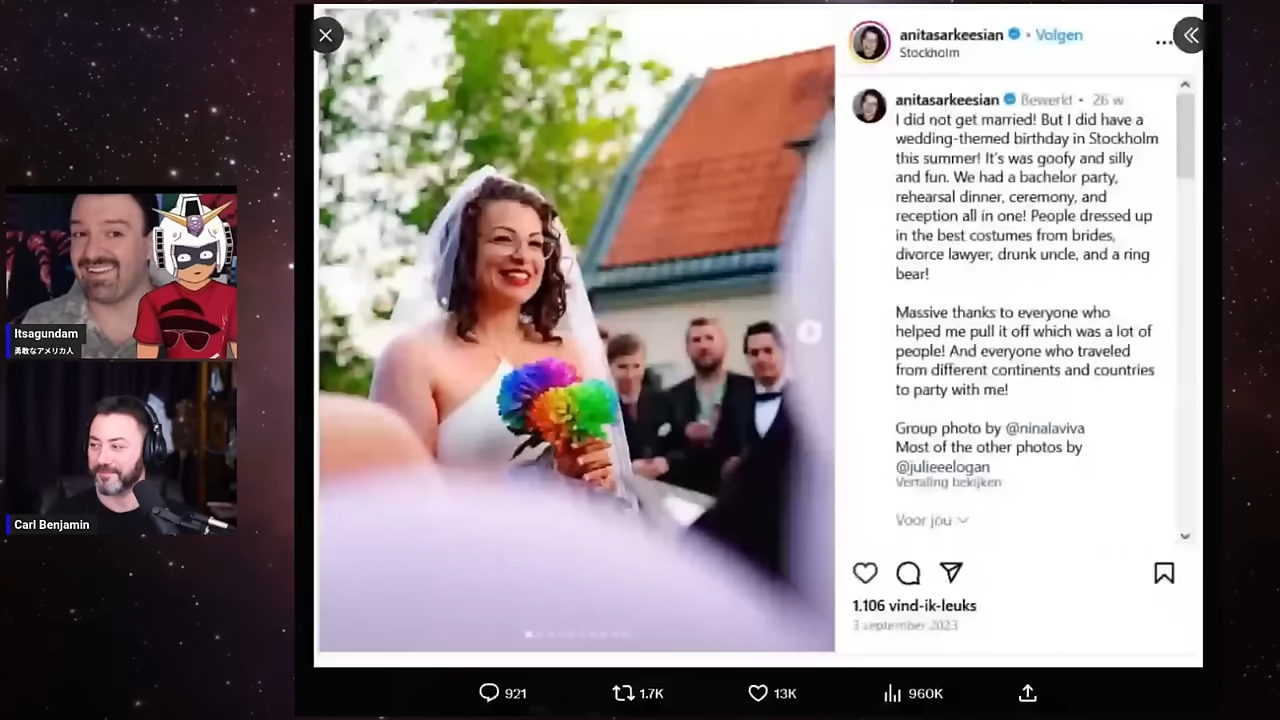 anitasarkeesian • Volgen
Stockholm
anitasarkeesian Bewerkt • 26 w
I did not get married! But I did have a
wedding-themed birthday in Stockholm
this summer! It's was goofy and silly
and fun. We had a bachelor party,
rehearsal dinner, ceremony, and
reception all in one! People dressed up
in the best costumes from brides,
divorce lawyer, drunk uncle, and a ring
bear!
Massive thanks to everyone who
helped me pull it off which was a lot of
people! And everyone who traveled
from different continents and countries
to party with me!
Group photo by @ninalaviva
Most of the other photos by
@julieeelogan
Vertaling bekijken
Voor jou
1.106 vind-ik-leuks
3 september 2023
Itsagundam
勇敢なアメリカ人
Carl Benjamin
921 1.7K 13K 960K